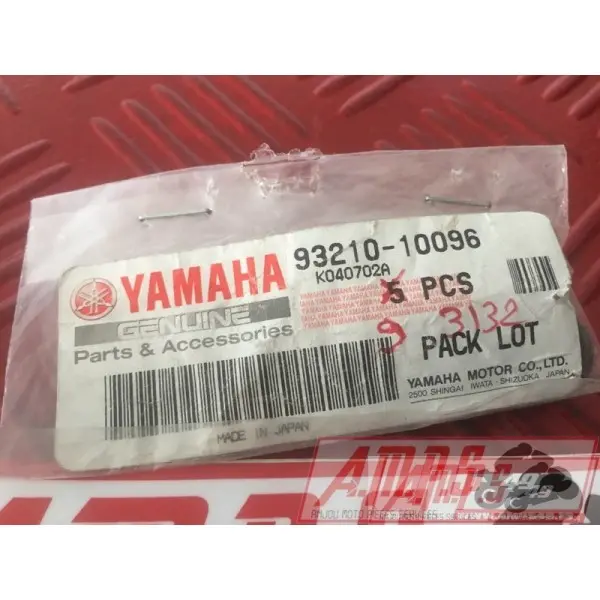 YAMAHA
GENUINE
Parts & Accessories
93210-10096
K040702A
5 PCS
9 3132
PACK LOT
YAMAHA MOTOR CO., LTD.
2500 SHINGAI IWATA-SHIZUOKA JAPAN
MADE IN JAPAN